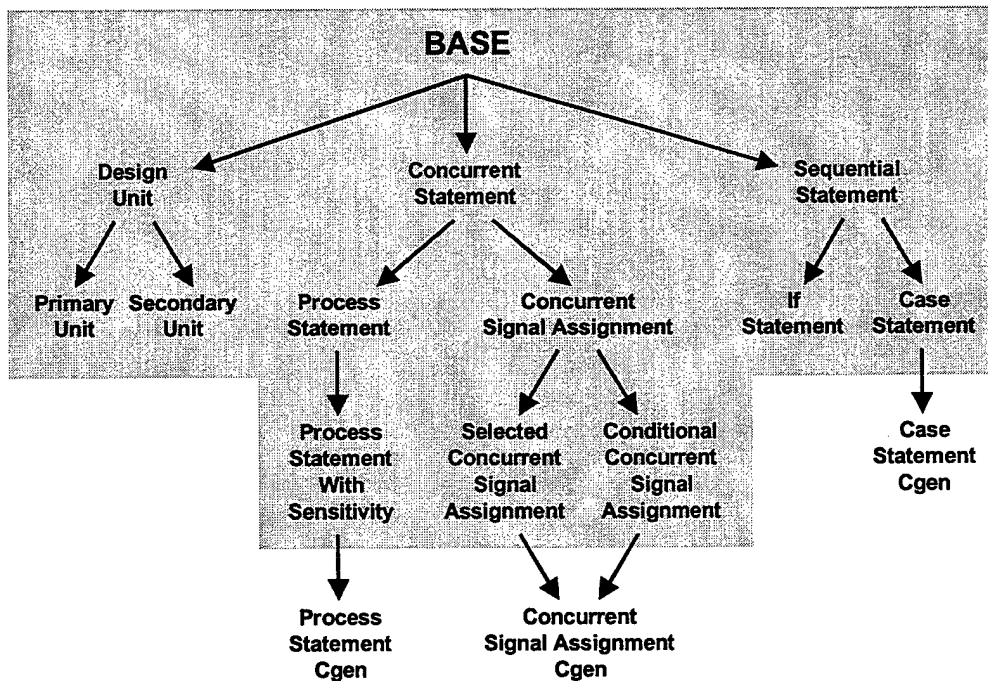 BASE
Design
Unit
Concurrent
Statement
Sequential
Statement
Primary
Unit
Secondary
Unit
Process
Statement
Concurrent
Signal Assignment
If
Statement
Case
Statement
Process
Statement
With
Sensitivity
Selected
Concurrent
Signal
Assignment
Conditional
Concurrent
Signal
Assignment
Case
Statement
Cgen
Process
Statement
Cgen
Concurrent
Signal Assignment
Cgen